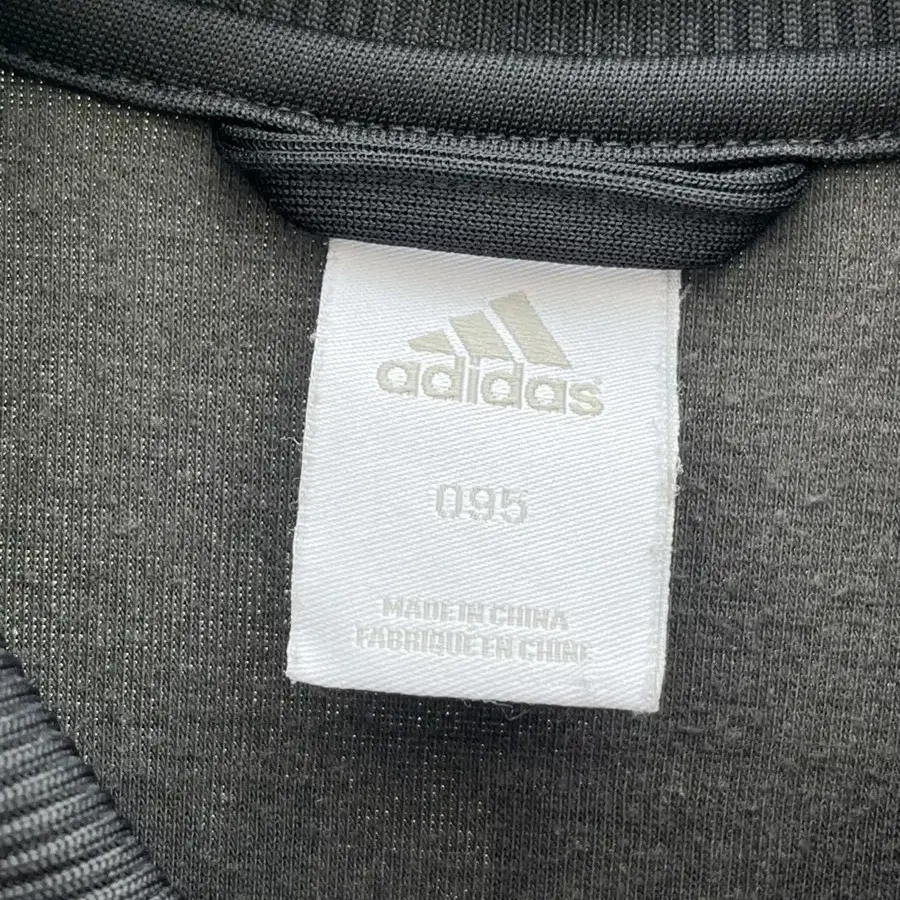 adidas
095
MADE IN CHINA
FABRIQUE EN CHINE